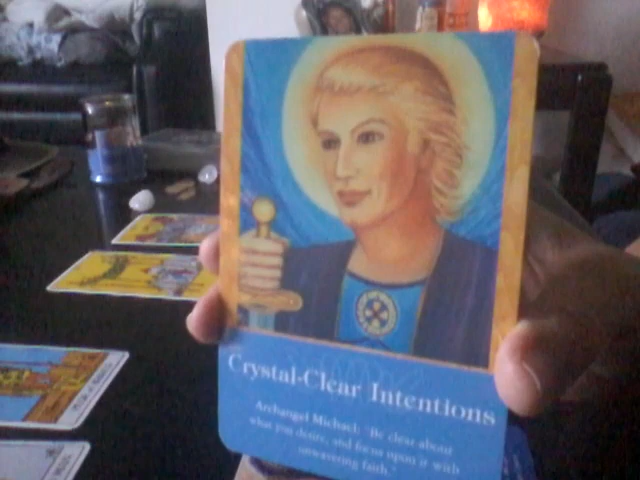 Crystal-Clear Intentions
Archangel Michael: "Be clear about
what you desire, and focus upon it with
unwavering faith."